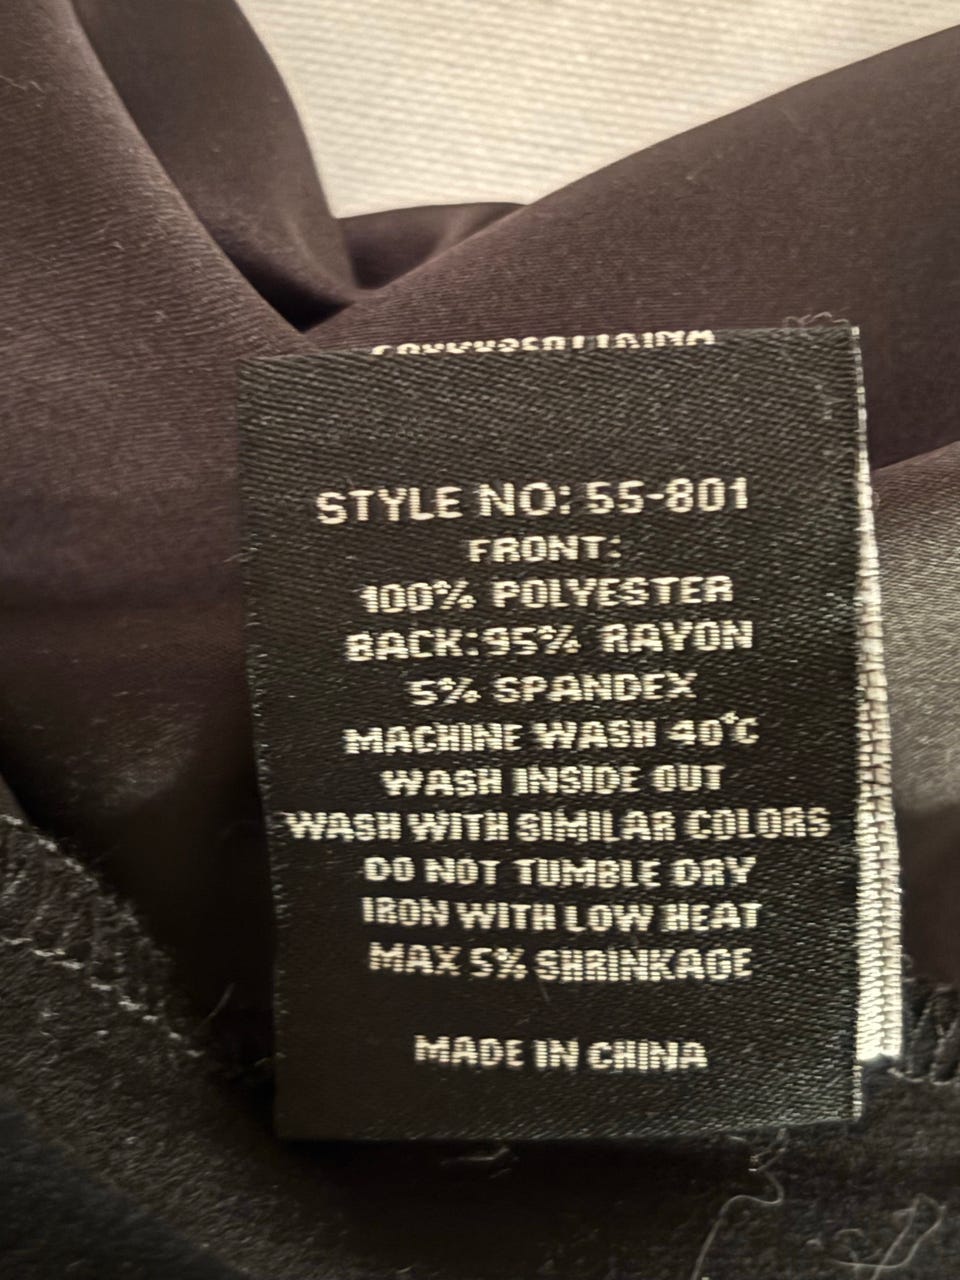 STYLE NO: 55-801
FRONT:
100% POLYESTER
BACK:95% RAYON
5% SPANDEX
MACHINE WASH 40°C
WASH INSIDE OUT
WASH WITH SIMILAR COLORS
DO NOT TUMBLE DRY
IRON WITH LOW HEAT
MAX 5% SHRINKAGE
MADE IN CHINA